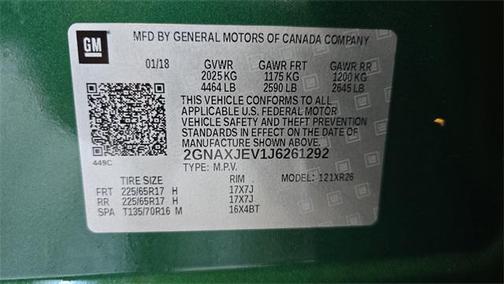 GM
MFD BY GENERAL MOTORS OF CANADA COMPANY
01/18 GVWR GAWR FRT GAWR RR
2025 KG 1175 KG 1200 KG
4464 LB 2590 LB 2645 LB
THIS VEHICLE CONFORMS TO ALL
APPLICABLE U.S. FEDERAL MOTOR
VEHICLE SAFETY AND THEFT PREVENTION
STANDARDS IN EFFECT ON THE DATE OF
MANUFACTURE SHOWN ABOVE.
449C 2GNAXJEV1J6261292
TYPE: M.P.V.
TIRE SIZE RIM MODEL: 121XR26
FRT 225/65R17 H 17X7J
RR 225/65R17 H 17X7J
SPA T135/70R16 M 16X4BT